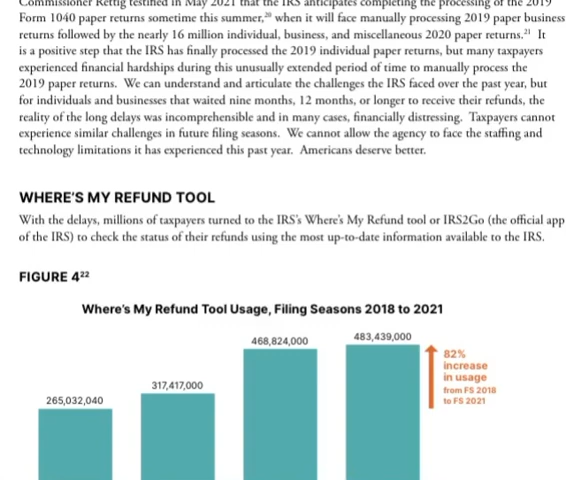 Commissioner Rettig testified in May 2021 that the IRS anticipates completing the processing of the 2019
Form 1040 paper returns sometime this summer,20 when it will face manually processing 2019 paper business
returns followed by the nearly 16 million individual, business, and miscellaneous 2020 paper returns.21 It
is a positive step that the IRS has finally processed the 2019 individual paper returns, but many taxpayers
experienced financial hardships during this unusually extended period of time to manually process the
2019 paper returns. We can understand and articulate the challenges the IRS faced over the past year, but
for individuals and businesses that waited nine months, 12 months, or longer to receive their refunds, the
reality of the long delays was incomprehensible and in many cases, financially distressing. Taxpayers cannot
experience similar challenges in future filing seasons. We cannot allow the agency to face the staffing and
technology limitations it has experienced this past year. Americans deserve better.
WHERE'S MY REFUND TOOL
With the delays, millions of taxpayers turned to the IRS's Where's My Refund tool or IRS2Go (the official app
of the IRS) to check the status of their refunds using the most up-to-date information available to the IRS.
FIGURE 422
Where's My Refund Tool Usage, Filing Seasons 2018 to 2021
265,032,040
317,417,000
468,824,000
483,439,000
82%
increase
in usage
from FS 2018
to FS 2021